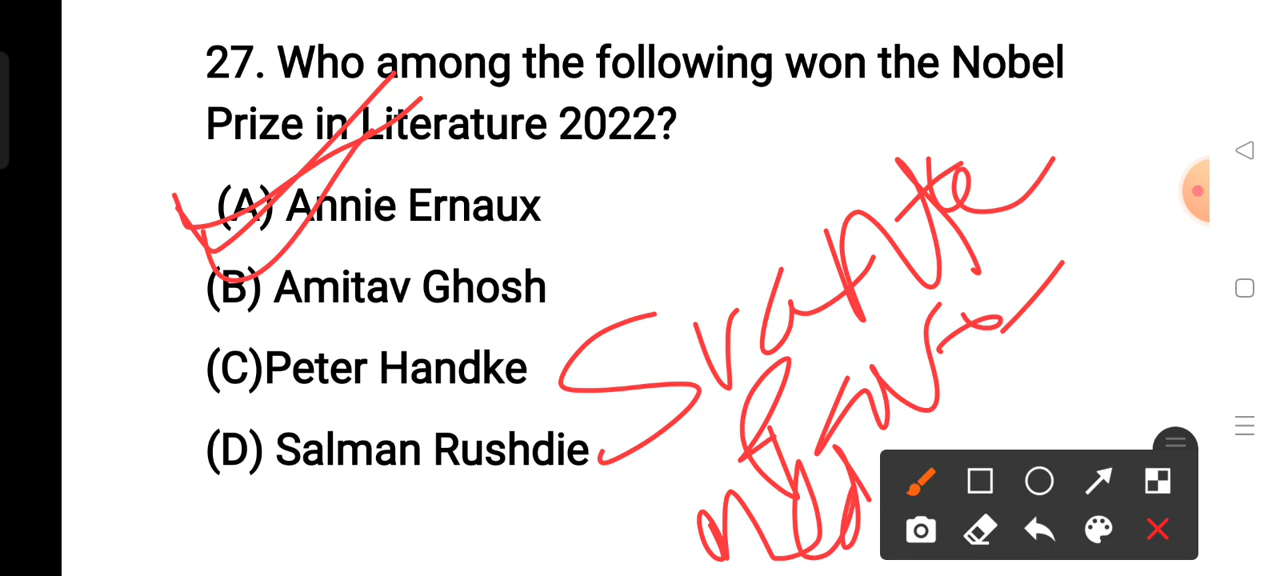 27. Who among the following won the Nobel
Prize in Literature 2022?
(A) Annie Ernaux
(B) Amitav Ghosh
(C)Peter Handke
(D) Salman Rushdie
Svante